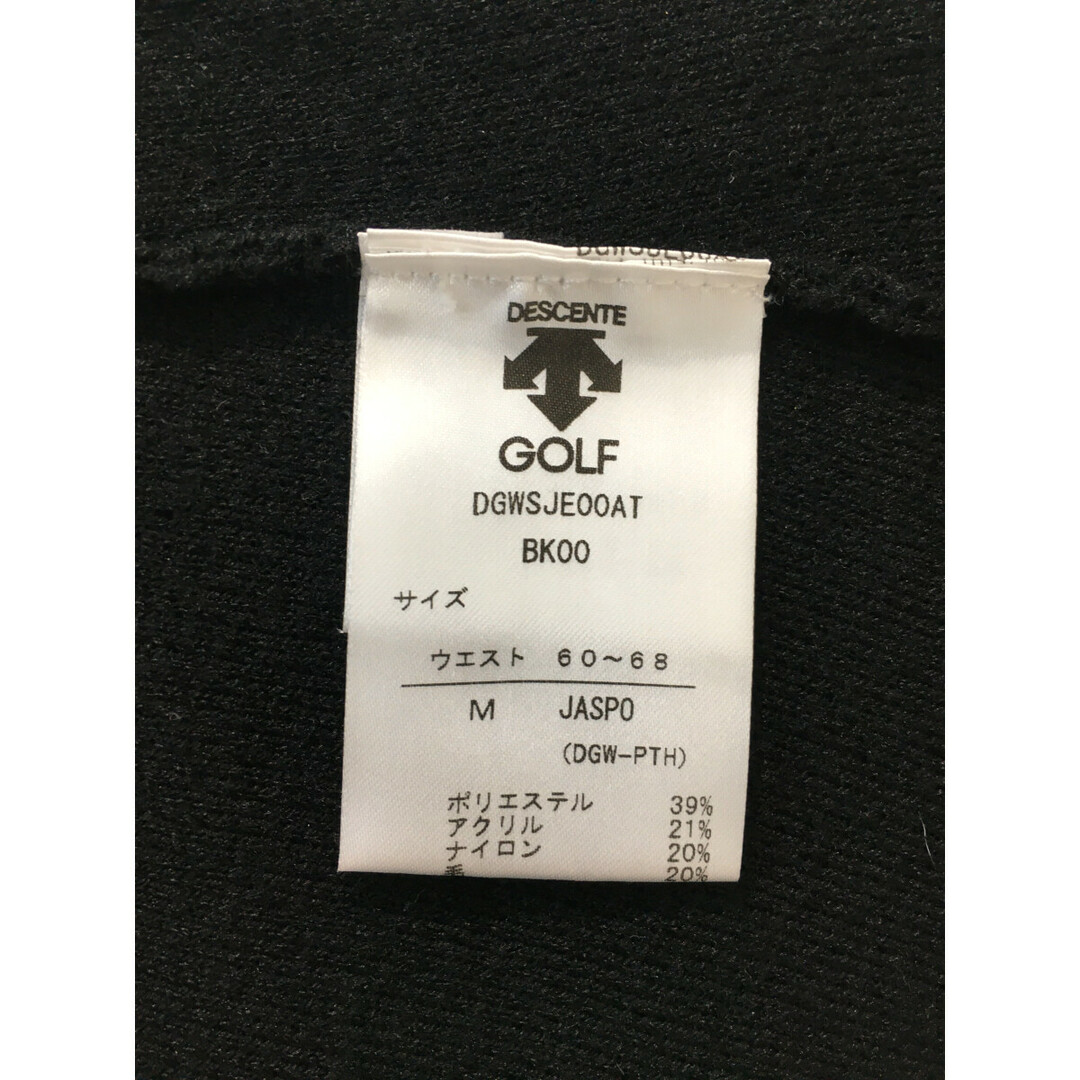 DESCENTE
GOLF
DGWSJE00AT
BK00
サイズ
ウエスト 60～68
M JASPO
(DGW-PTH)
ポリエステル 39%
アクリル 21%
ナイロン 20%
毛 20%